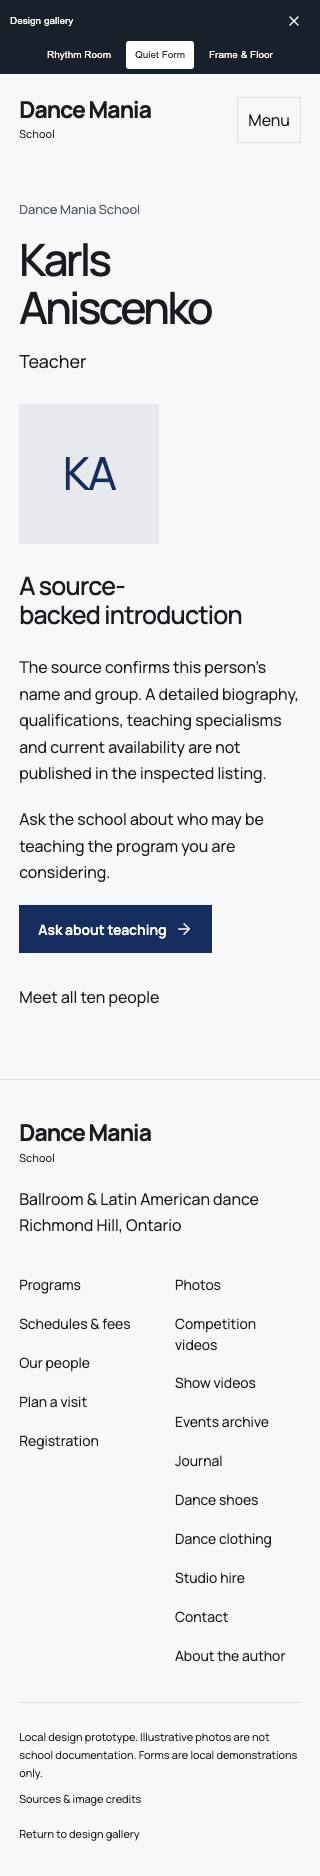 Design gallery
×
Rhythm Room Quiet Form Frame & Floor
Dance Mania
School
Menu
Dance Mania School
Karls
Aniscenko
Teacher
KA
A source-
backed introduction
The source confirms this person's
name and group. A detailed biography,
qualifications, teaching specialisms
and current availability are not
published in the inspected listing.
Ask the school about who may be
teaching the program you are
considering.
Ask about teaching →
Meet all ten people
Dance Mania
School
Ballroom & Latin American dance
Richmond Hill, Ontario
Programs
Schedules & fees
Our people
Plan a visit
Registration
Photos
Competition
videos
Show videos
Events archive
Journal
Dance shoes
Dance clothing
Studio hire
Contact
About the author
Local design prototype. Illustrative photos are not
school documentation. Forms are local demonstrations
only.
Sources & image credits
Return to design gallery